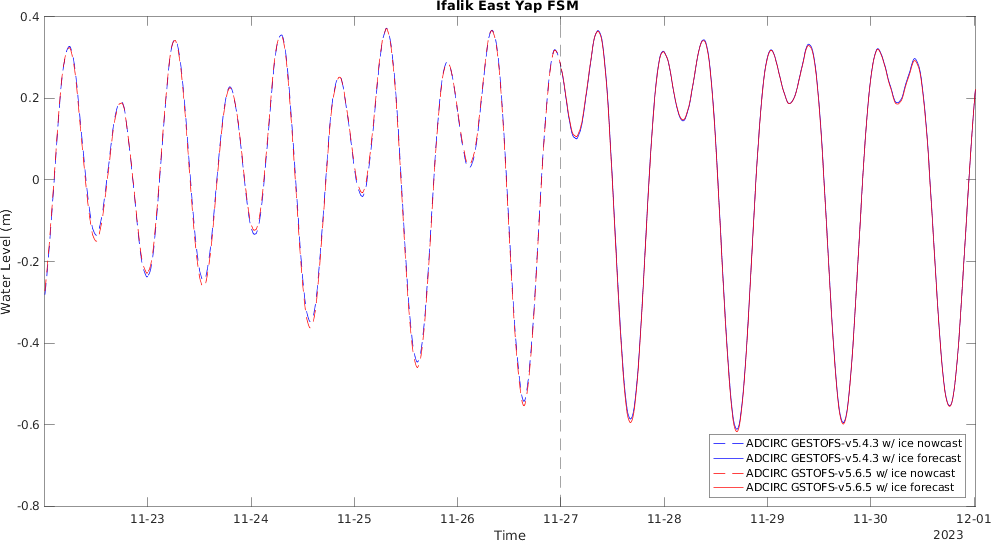 Ifalik East Yap FSM
0.4
0.2
0
-0.2
-0.4
-0.6
-0.8
Water Level (m)
ADCIRC GESTOFS-v5.4.3 w/ ice nowcast
ADCIRC GESTOFS-v5.4.3 w/ ice forecast
ADCIRC GSTOFS-v5.6.5 w/ ice nowcast
ADCIRC GSTOFS-v5.6.5 w/ ice forecast
11-23 11-24 11-25 11-26 11-27 11-28 11-29 11-30 12-01
Time
2023